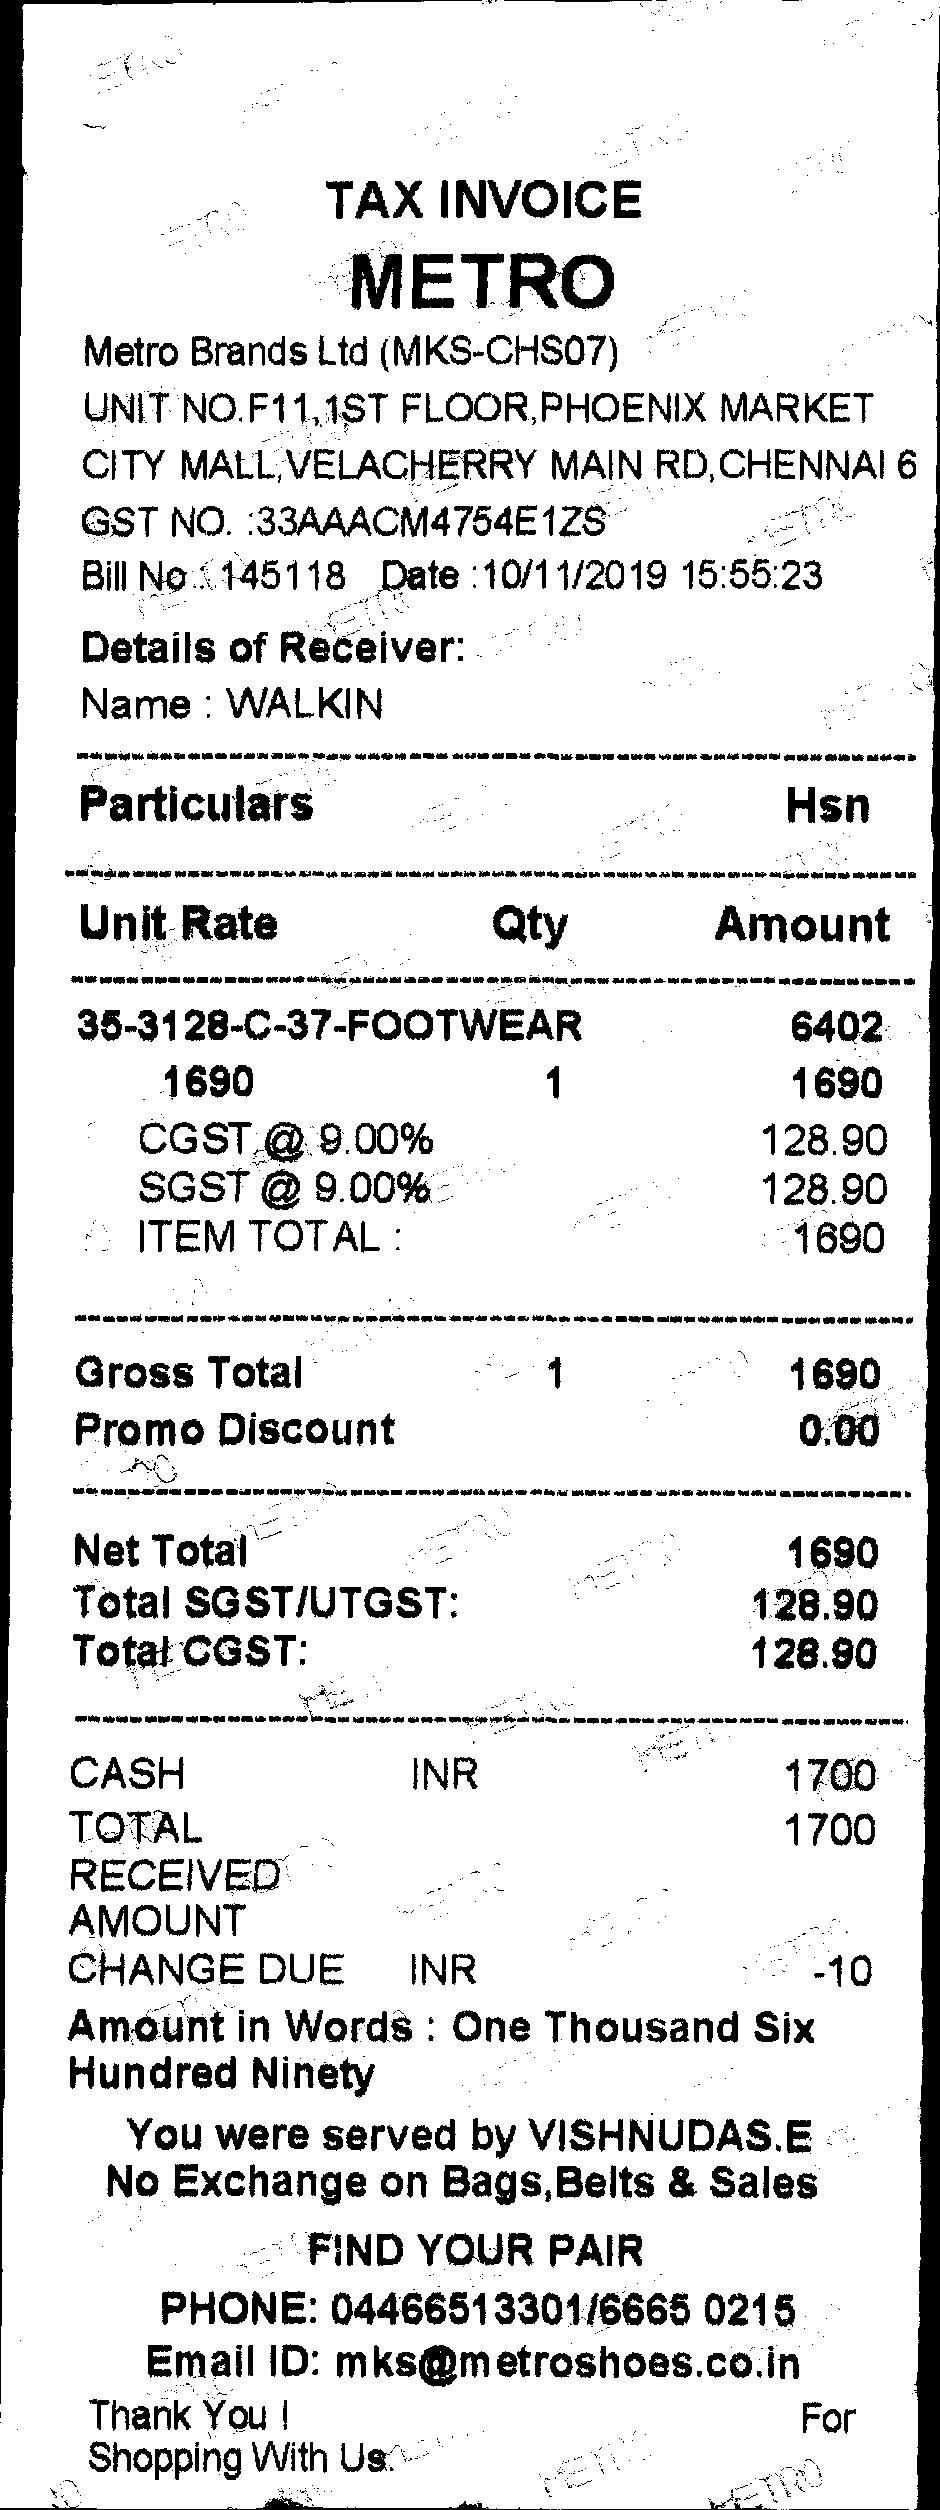 TAX INVOICE
METRO
Metro Brands Ltd (MKS-CHS07)
UNIT NO.F11,1ST FLOOR,PHOENIX MARKET
CITY MALL,VELACHERRY MAIN RD,CHENNAI 6
GST NO. :33AAACM4754E1ZS
Bill No : 145118 Date :10/11/2019 15:55:23
Details of Receiver:
Name : WALKIN
Particulars Hsn
Unit Rate Qty Amount
35-3128-C-37-FOOTWEAR 6402
1690 1 1690
CGST @ 9.00% 128.90
SGST @ 9.00% 128.90
ITEM TOTAL : 1690
Gross Total 1 1690
Promo Discount 0.00
Net Total 1690
Total SGST/UTGST: 128.90
Total CGST: 128.90
CASH INR 1700
TOTAL 1700
RECEIVED
AMOUNT
CHANGE DUE INR -10
Amount in Words : One Thousand Six
Hundred Ninety
You were served by VISHNUDAS.E
No Exchange on Bags,Belts & Sales
FIND YOUR PAIR
PHONE: 04466513301/6665 0215
Email ID: mks@metroshoes.co.in
Thank You ! For
Shopping With Us.